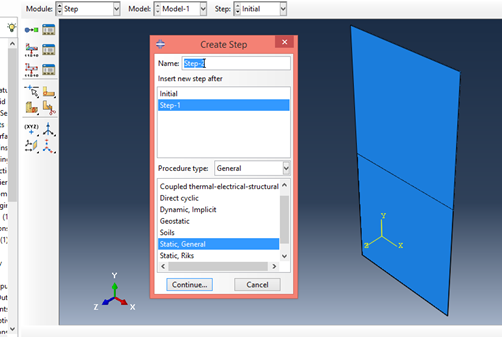 Module: Step Model: Model-1 Step: Initial
Create Step
Name: Step-2
Insert new step after
Initial
Step-1
Procedure type: General
Coupled thermal-electrical-structural
Direct cyclic
Dynamic, Implicit
Geostatic
Soils
Static, General
Static, Riks
Continue... Cancel
(XYZ)
Y
Z X
Y
Z X